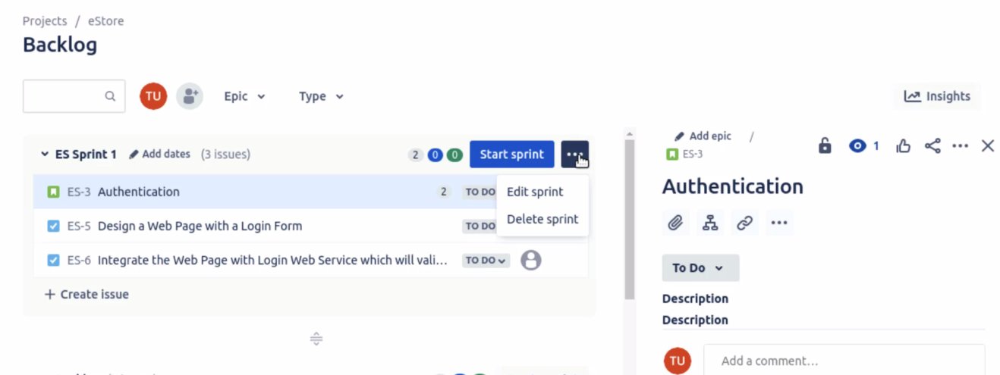 Projects / eStore
Backlog
TU
Epic
Type
Insights
ES Sprint 1 Add dates (3 issues) 2 0 0 Start sprint ...
ES-3 Authentication 2 TO DO
ES-5 Design a Web Page with a Login Form TO DO
ES-6 Integrate the Web Page with Login Web Service which will vali... TO DO
+ Create issue
Edit sprint
Delete sprint
Add epic /
ES-3
1
Authentication
To Do
Description
Description
TU Add a comment...